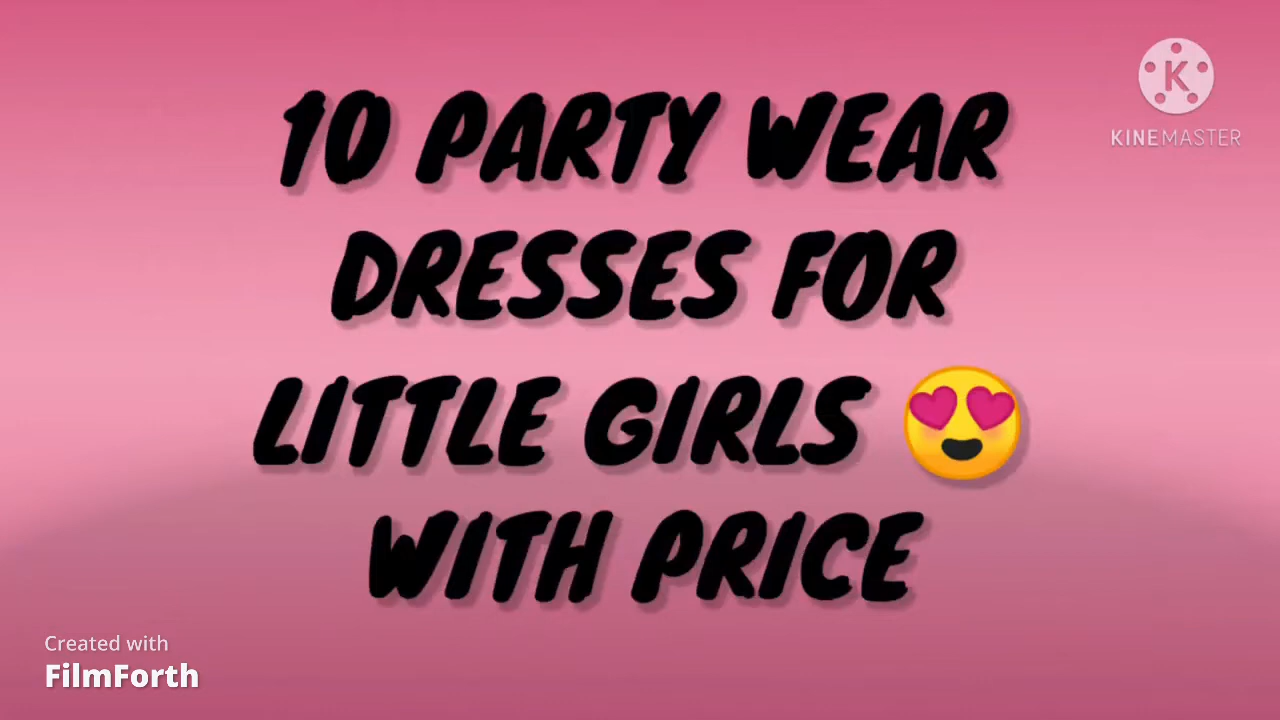 10 PARTY WEAR
DRESSES FOR
LITTLE GIRLS 😍
WITH PRICE
K
KINEMASTER
Created with
FilmForth